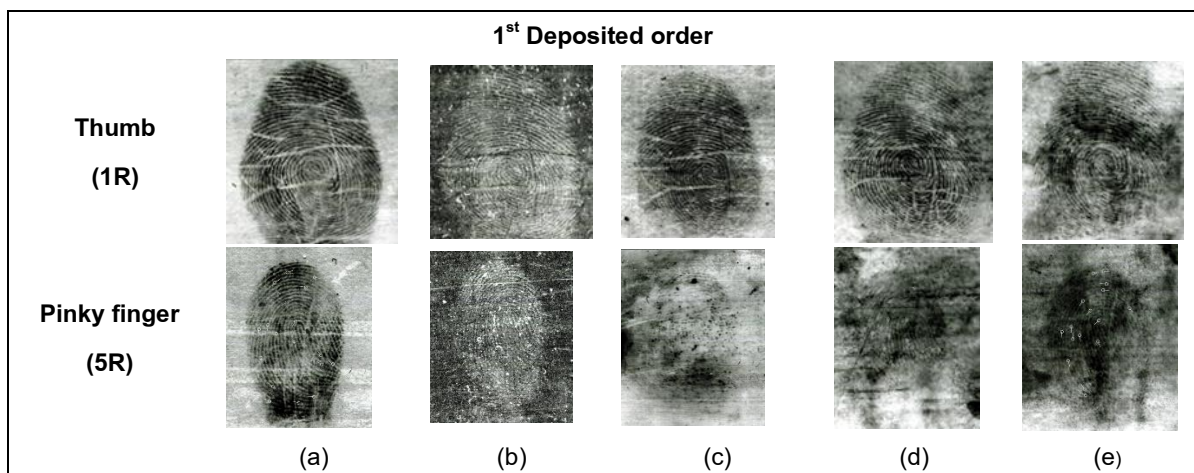 1st Deposited order
Thumb
(1R)
Pinky finger
(5R)
(a) (b) (c) (d) (e)